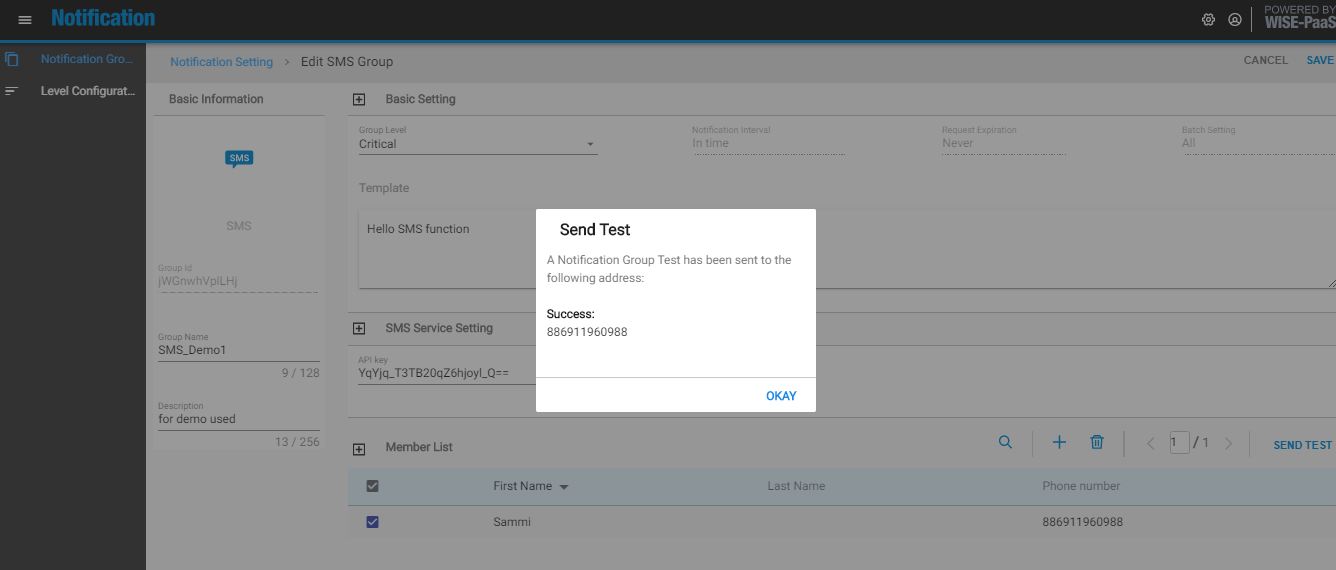 Notification
POWERED BY
WISE-PaaS
Notification Gro...
Level Configurat...
Notification Setting > Edit SMS Group
CANCEL SAVE
Basic Information
SMS
SMS
Group Id
Group Name
SMS_Demo1
9 / 128
Description
for demo used
13 / 256
Basic Setting
Group Level
Critical
Notification Interval
In time
Request Expiration
Never
Batch Setting
All
Template
Hello SMS function
SMS Service Setting
API key
Member List
1 / 1
SEND TEST
First Name Last Name Phone number
Sammi 886911960988
Send Test
A Notification Group Test has been sent to the
following address:
Success:
886911960988
OKAY